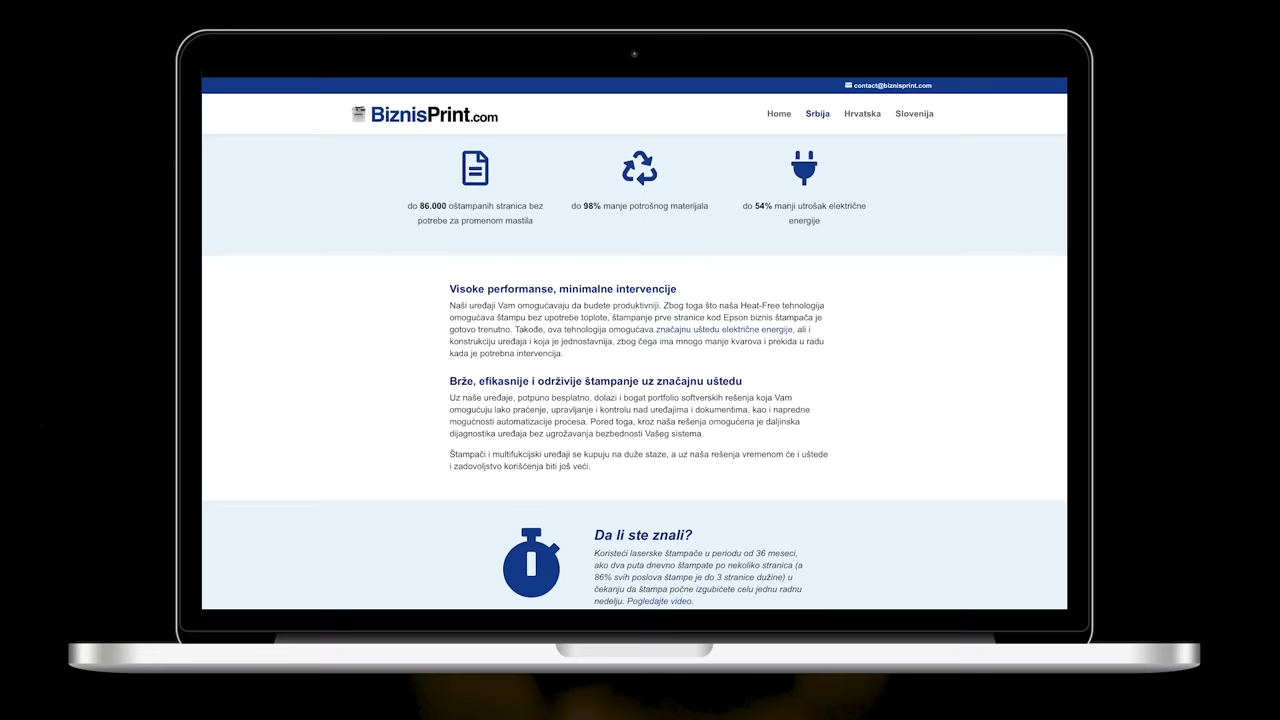 contact@biznisprint.com
BiznisPrint.com
Home Srbija Hrvatska Slovenija
do 86.000 oštampanih stranica bez
potrebe za promenom mastila
do 98% manje potrošnog materijala
do 54% manji utrošak električne
energije
Visoke performanse, minimalne intervencije
Naši uređaji Vam omogućavaju da budete produktivniji. Zbog toga što naša Heat-Free tehnologija
omogućava štampu bez upotrebe toplote, štampanje prve stranice kod Epson biznis štampača je
gotovo trenutno. Takođe, ova tehnologija omogućava značajnu uštedu električne energije, ali i
konstrukciju uređaja i koja je jednostavnija, zbog čega ima mnogo manje kvarova i prekida u radu
kada je potrebna intervencija.
Brže, efikasnije i održivije štampanje uz značajnu uštedu
Uz naše uređaje, potpuno besplatno, dolazi i bogat portfolio softverskih rešenja koja Vam
omogućuju lako praćenje, upravljanje i kontrolu nad uređajima i dokumentima, kao i napredne
mogućnosti automatizacije procesa. Pored toga, kroz naša rešenja omogućena je daljinska
dijagnostika uređaja bez ugrožavanja bezbednosti Vašeg sistema.
Štampači i multifukcijski uređaji se kupuju na duže staze, a uz naša rešenja vremenom će i uštede
i zadovoljstvo korišćenja biti još veći.
Da li ste znali?
Koristeći laserske štampače u periodu od 36 meseci,
ako dva puta dnevno štampate po nekoliko stranica (a
86% svih poslova štampe je do 3 stranice dužine) u
čekanju da štampa počne izgubićete celu jednu radnu
nedelju. Pogledajte video.